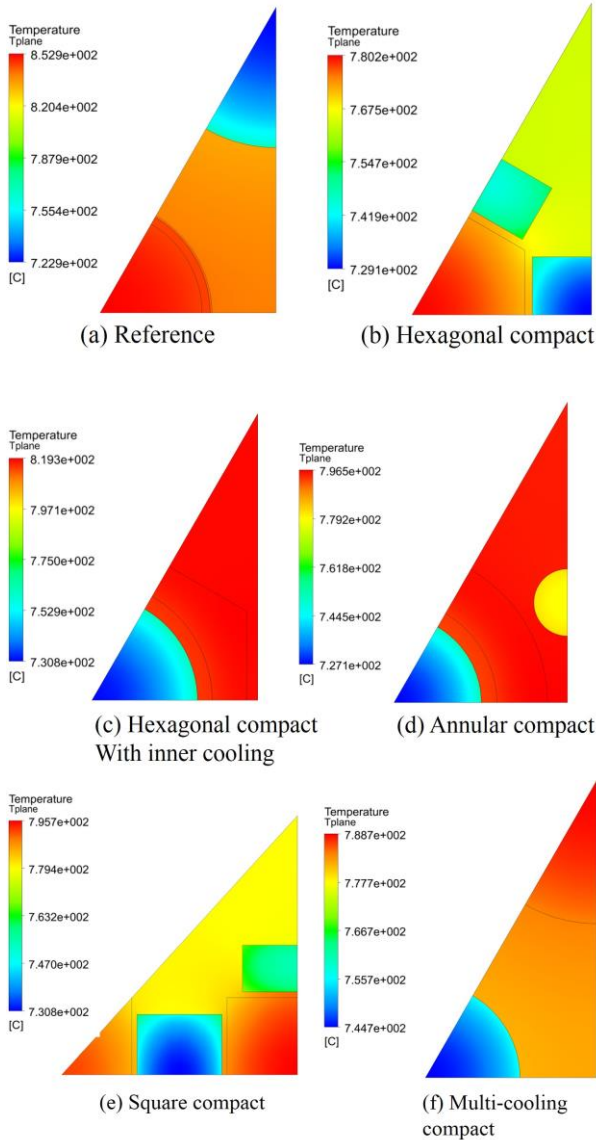 Temperature
Tplane
8.529e+002
8.204e+002
7.879e+002
7.554e+002
7.229e+002
[C]
(a) Reference
Temperature
Tplane
7.802e+002
7.675e+002
7.547e+002
7.419e+002
7.291e+002
[C]
(b) Hexagonal compact
Temperature
Tplane
8.193e+002
7.971e+002
7.750e+002
7.529e+002
7.308e+002
[C]
(c) Hexagonal compact
With inner cooling
Temperature
Tplane
7.965e+002
7.792e+002
7.618e+002
7.445e+002
7.271e+002
[C]
(d) Annular compact
Temperature
Tplane
7.957e+002
7.794e+002
7.632e+002
7.470e+002
7.308e+002
[C]
(e) Square compact
Temperature
Tplane
7.887e+002
7.777e+002
7.667e+002
7.557e+002
7.447e+002
[C]
(f) Multi-cooling
compact